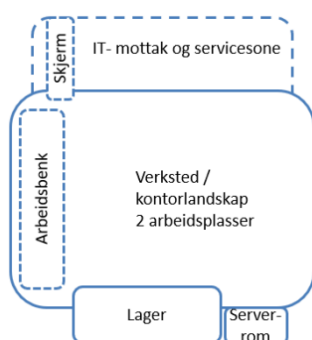 Skjerm
IT- mottak og servicesone
Arbeidsbenk
Verksted /
kontorlandskap
2 arbeidsplasser
Lager
Server-
rom